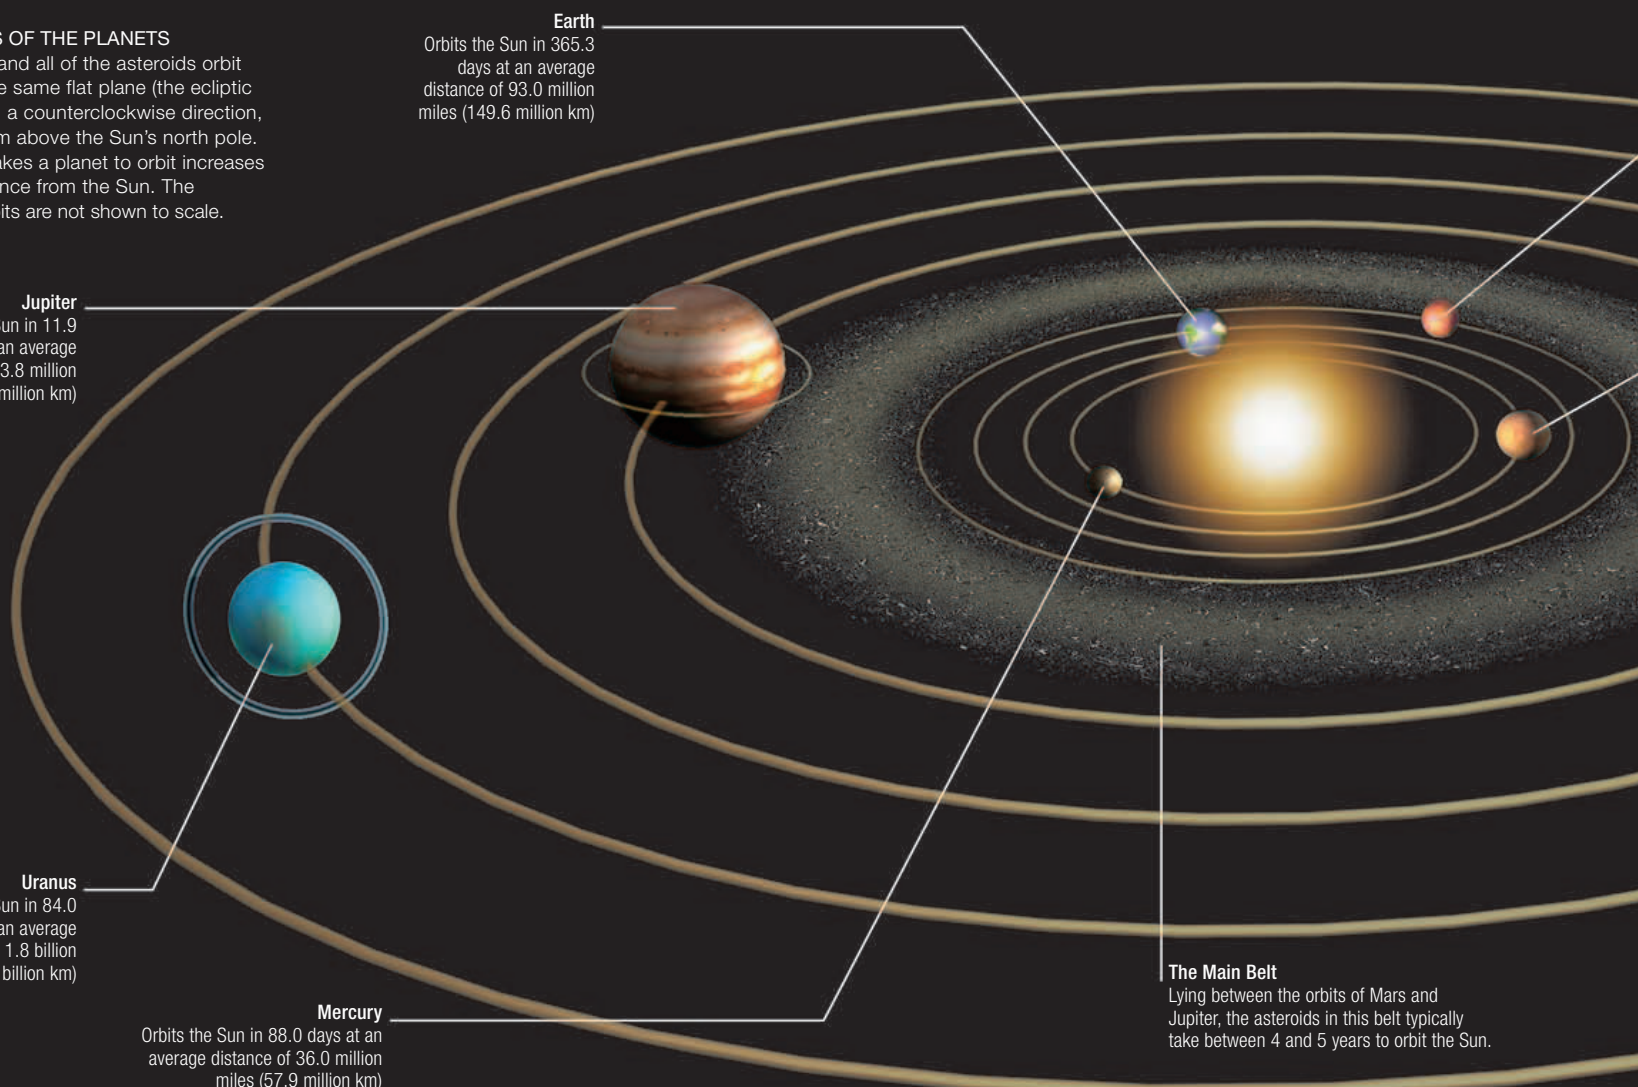 S OF THE PLANETS
and all of the asteroids orbit
e same flat plane (the ecliptic
a counterclockwise direction,
m above the Sun’s north pole.
akes a planet to orbit increases
nce from the Sun. The
its are not shown to scale.
Earth
Orbits the Sun in 365.3
days at an average
distance of 93.0 million
miles (149.6 million km)
Jupiter
Sun in 11.9
an average
3.8 million
million km)
Uranus
Sun in 84.0
an average
1.8 billion
billion km)
Mercury
Orbits the Sun in 88.0 days at an
average distance of 36.0 million
miles (57.9 million km)
The Main Belt
Lying between the orbits of Mars and
Jupiter, the asteroids in this belt typically
take between 4 and 5 years to orbit the Sun.